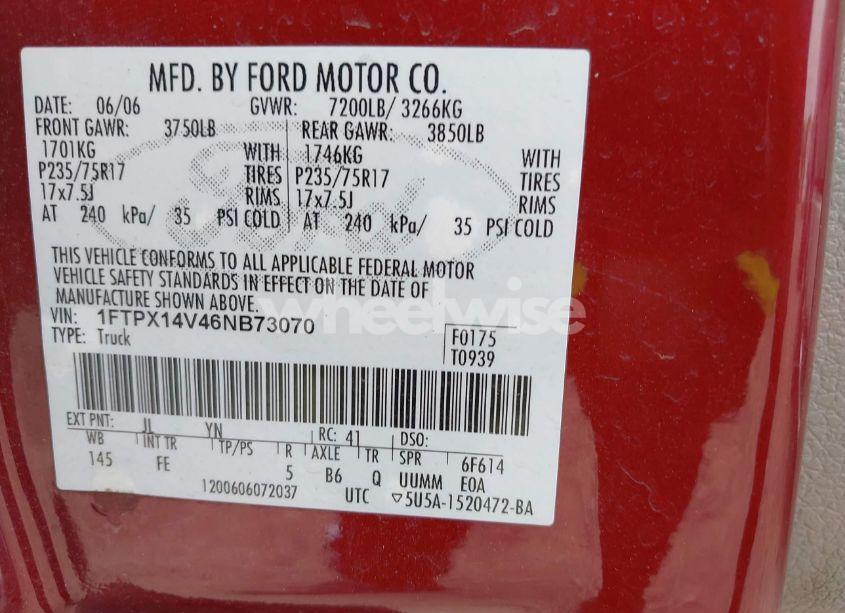 MFD. BY FORD MOTOR CO.
DATE: 06/06 GVWR: 7200LB/ 3266KG
FRONT GAWR: 3750LB REAR GAWR: 3850LB
1701KG WITH 1746KG WITH
P235/75R17 TIRES P235/75R17 TIRES
17x7.5J RIMS 17x7.5J RIMS
AT 240 kPa/ 35 PSI COLD AT 240 kPa/ 35 PSI COLD
Ford
THIS VEHICLE CONFORMS TO ALL APPLICABLE FEDERAL MOTOR
VEHICLE SAFETY STANDARDS IN EFFECT ON THE DATE OF
MANUFACTURE SHOWN ABOVE.
wheelwise
VIN: 1FTPX14V46NB73070
TYPE: Truck
F0175
T0939
EXT PNT: JL YN RC: 41 DSO:
WB INT TR TP/PS R AXLE TR SPR 6F614
145 FE 5 B6 Q UUMM EOA
1200606072037 UTC ▽5U5A-1520472-BA